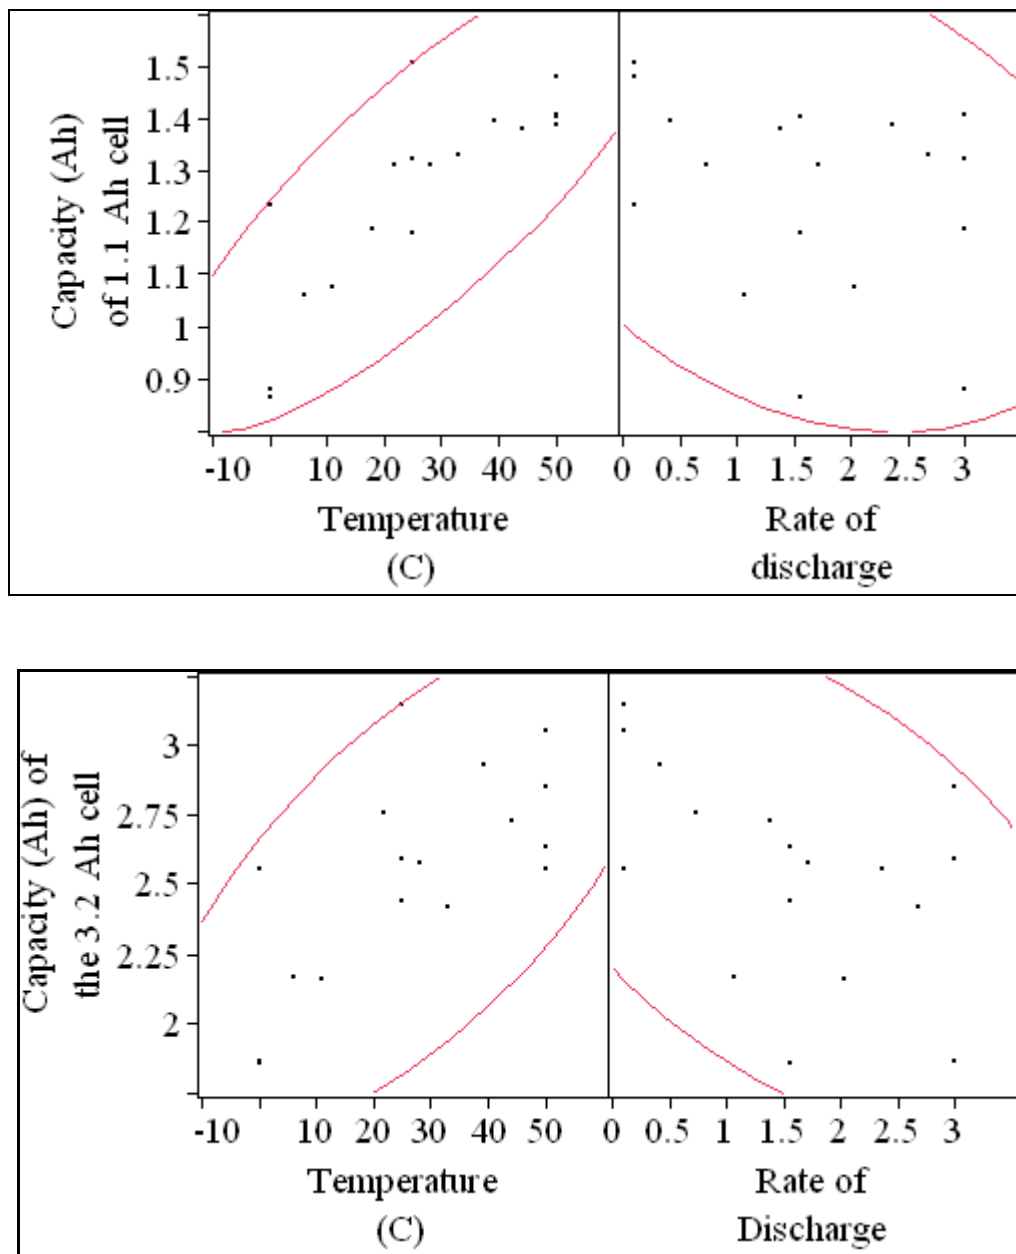 Capacity (Ah)
of 1.1 Ah cell
1.5
1.4
1.3
1.2
1.1
1
0.9
-10 10 20 30 40 50
0 0.5 1 1.5 2 2.5 3
Temperature
(C)
Rate of
discharge
Capacity (Ah) of
the 3.2 Ah cell
3
2.75
2.5
2.25
2
-10 10 20 30 40 50
0 0.5 1 1.5 2 2.5 3
Temperature
(C)
Rate of
Discharge